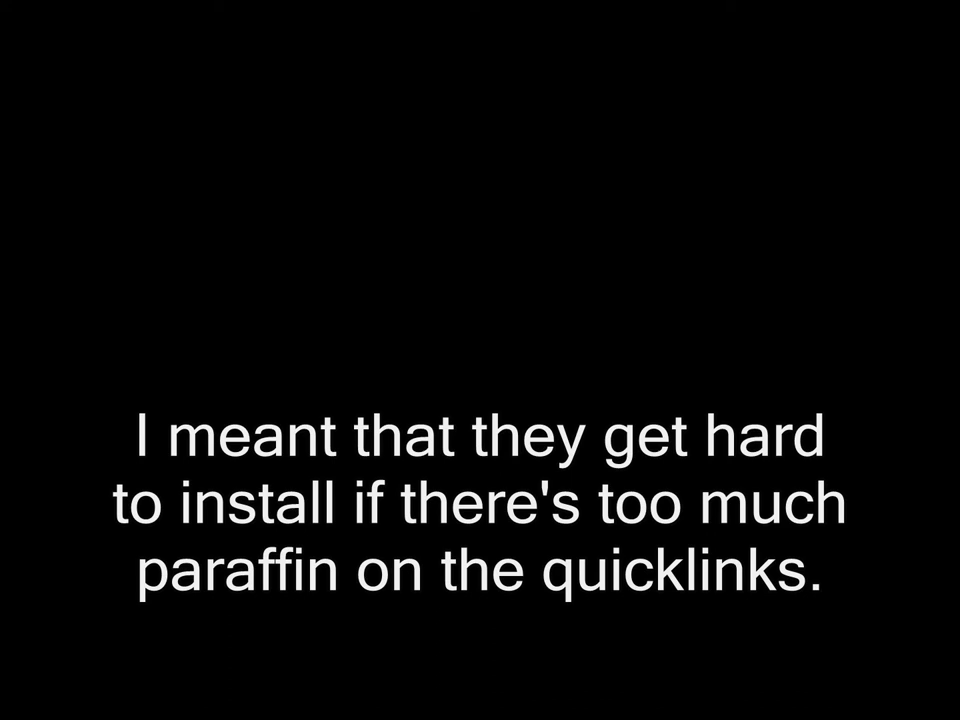 I meant that they get hard
to install if there's too much
paraffin on the quicklinks.